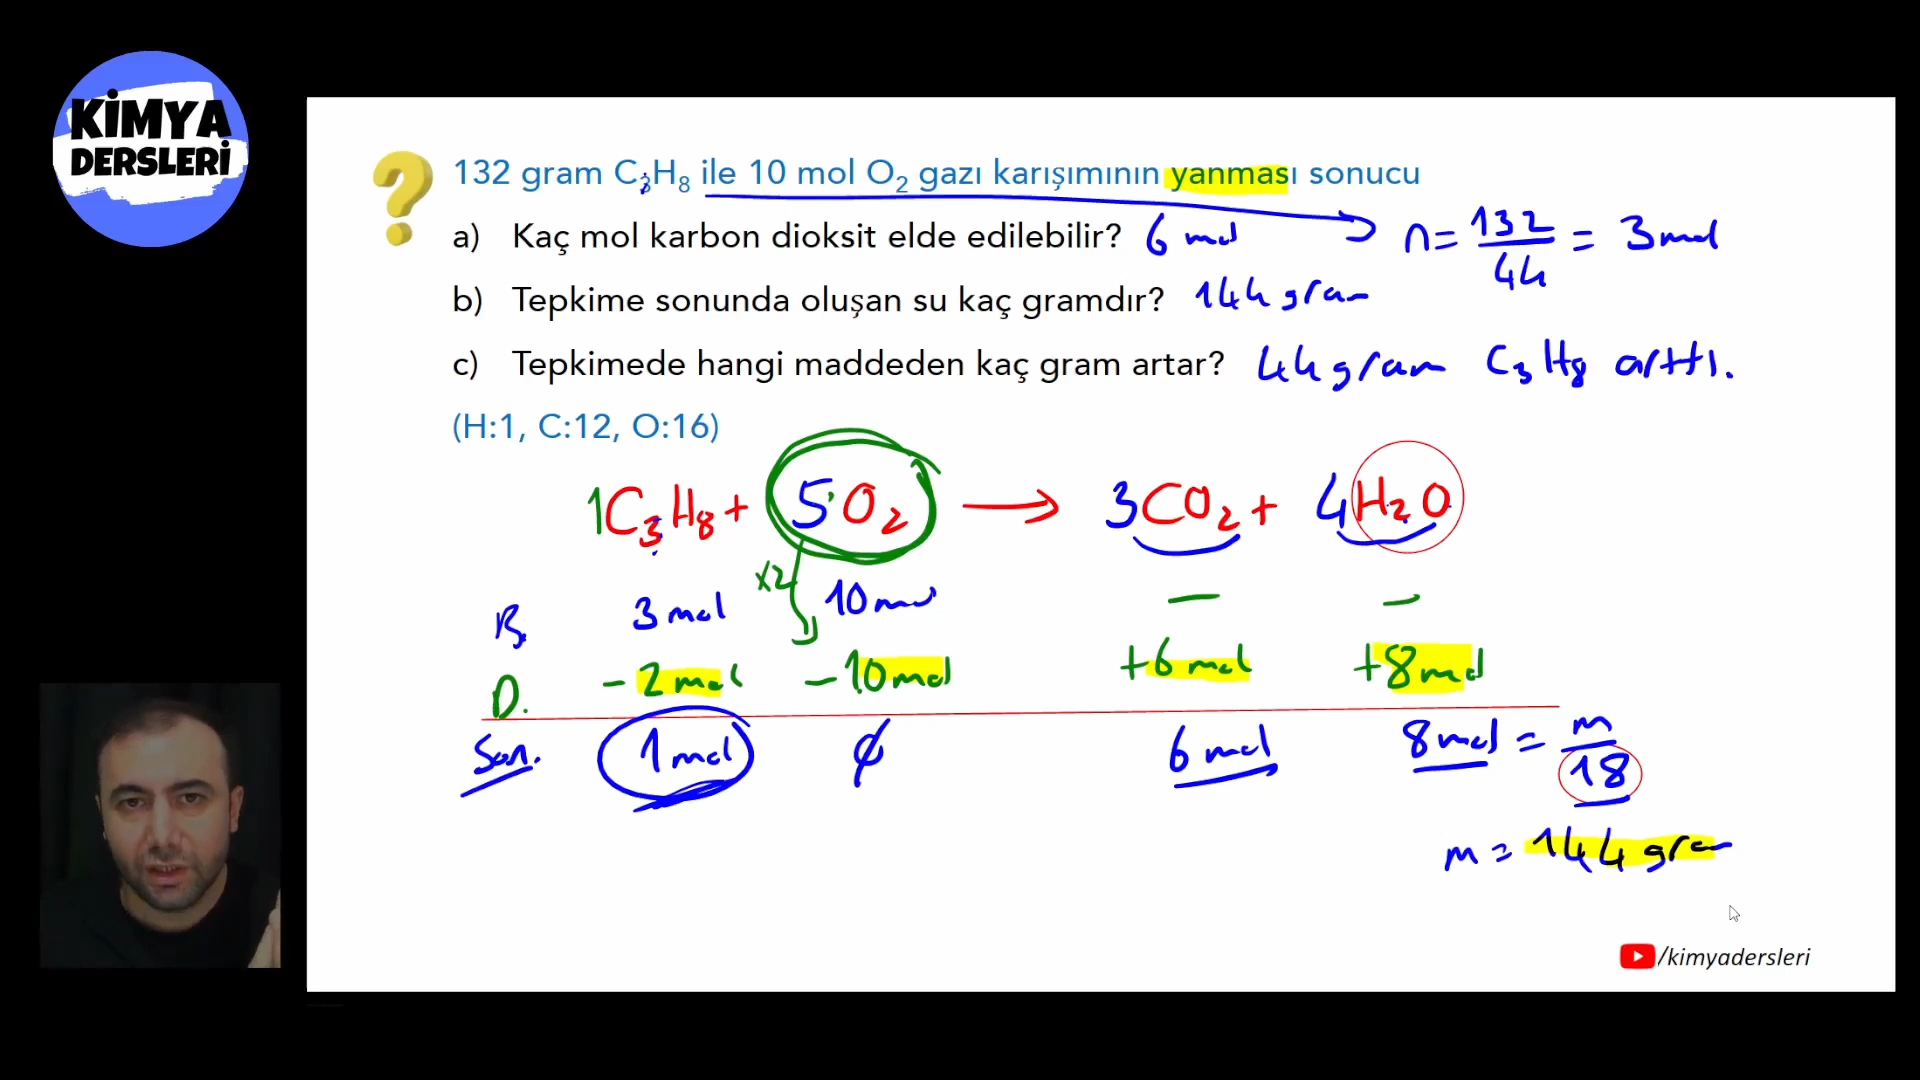 KİMYA
DERSLERİ
132 gram C₃H₈ ile 10 mol O₂ gazı karışımının yanması sonucu
a) Kaç mol karbon dioksit elde edilebilir? 6 mol n = 132/44 = 3 mol
b) Tepkime sonunda oluşan su kaç gramdır? 144 gram
c) Tepkimede hangi maddeden kaç gram artar? 44 gram C₃H₈ arttı.
(H:1, C:12, O:16)
1C₃H₈ + 5O₂ → 3CO₂ + 4H₂O
x2
B. 3 mol 10 mol — —
D. -2 mol -10 mol +6 mol +8 mol
Son. 1 mol ∅ 6 mol 8 mol = m/18
m = 144 gram
/kimyadersleri